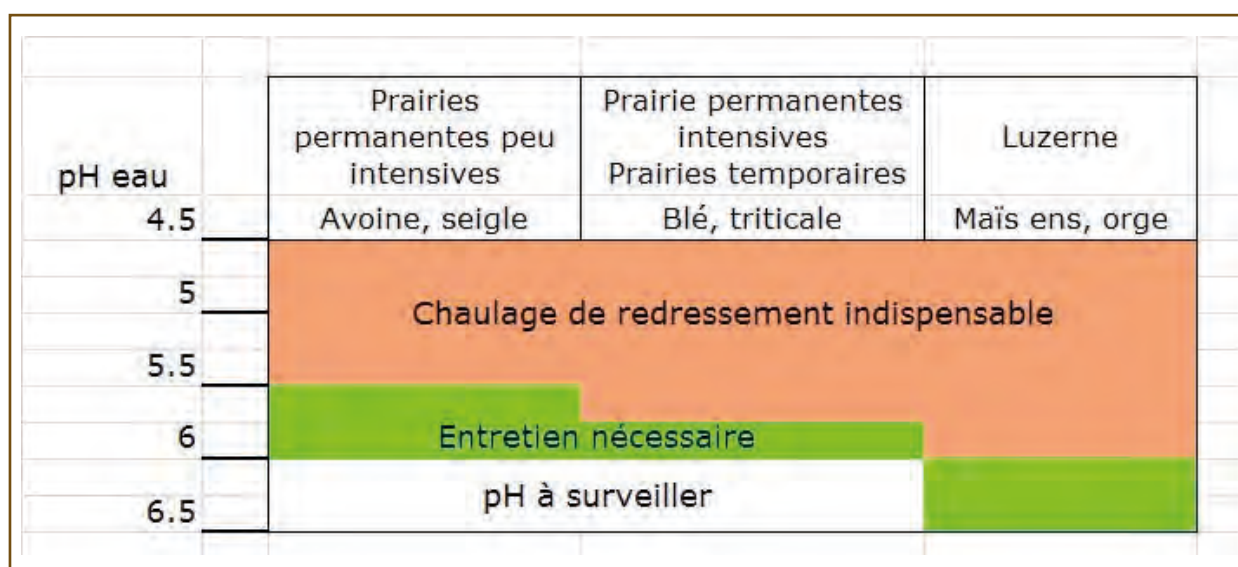 Prairies
permanentes peu
intensives
Prairie permanentes
intensives
Prairies temporaires
Luzerne
pH eau
4.5
Avoine, seigle
Blé, triticale
Maïs ens, orge
5
Chaulage de redressement indispensable
5.5
6
Entretien nécessaire
pH à surveiller
6.5